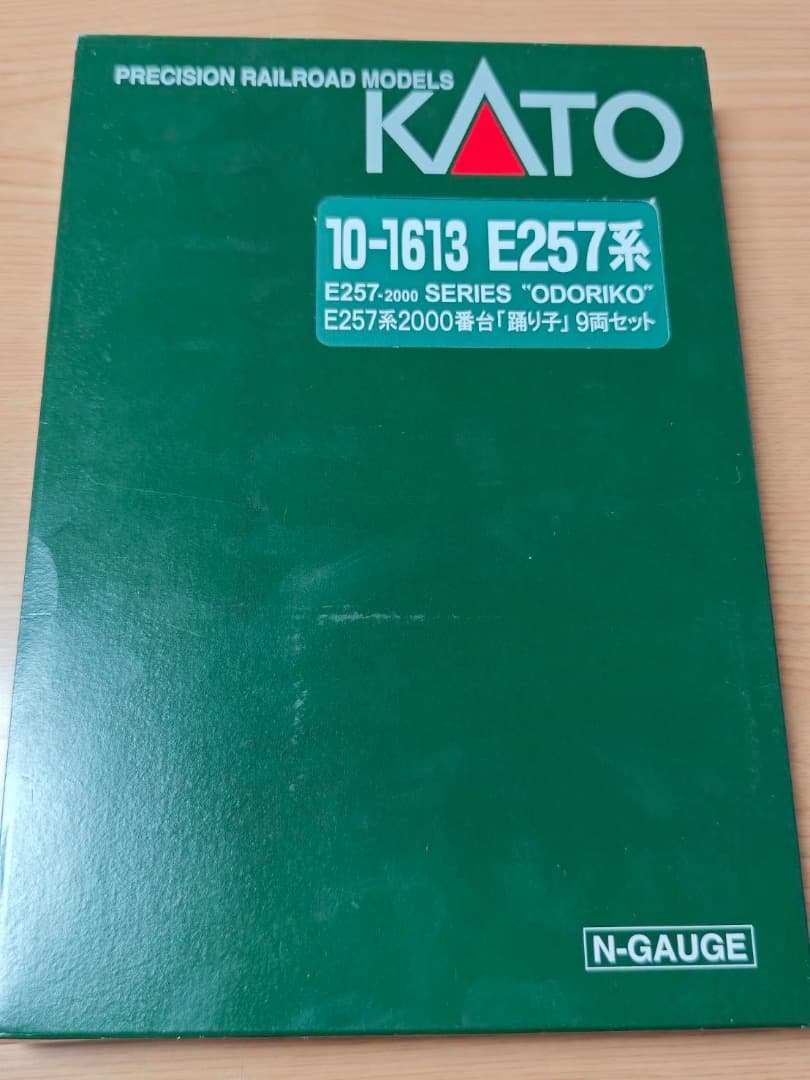 PRECISION RAILROAD MODELS
KATO
10-1613 E257系
E257-2000 SERIES "ODORIKO"
E257系2000番台「踊り子」9両セット
N-GAUGE